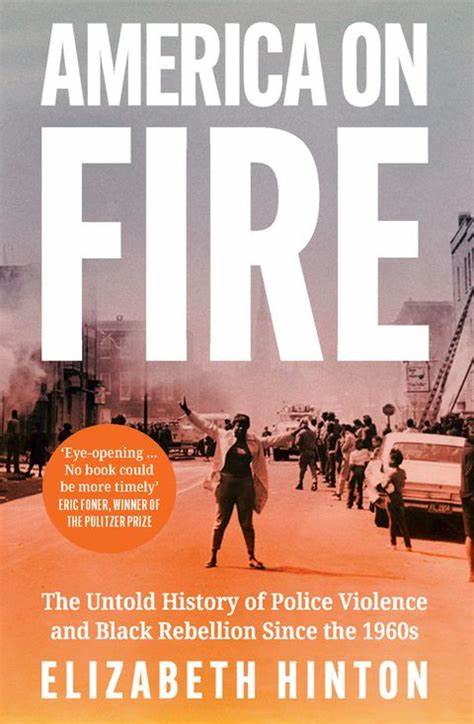 AMERICA ON
FIRE
‘Eye-opening ...
No book could
be more timely’
ERIC FONER, WINNER OF
THE PULITZER PRIZE
The Untold History of Police Violence
and Black Rebellion Since the 1960s
ELIZABETH HINTON